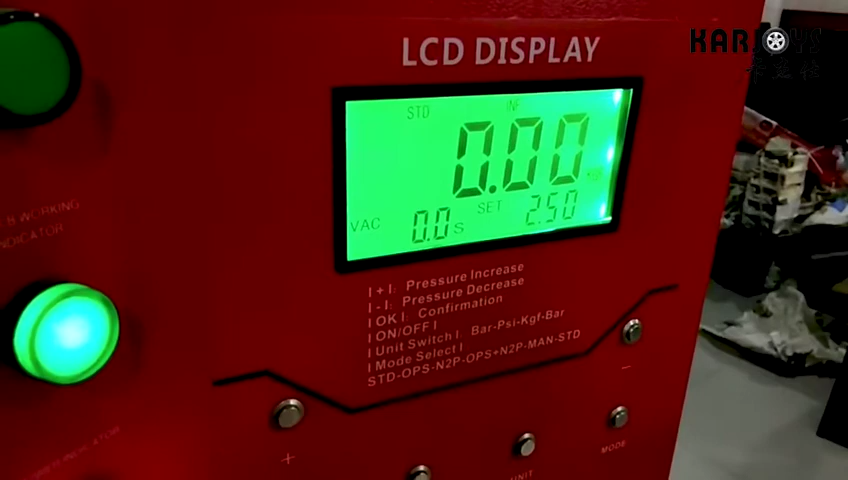 KARTOYS
LCD DISPLAY
STD INF
0.00
VAC 0.0 S SET 2.50
WORKING
INDICATOR
|+|: Pressure Increase
|-|: Pressure Decrease
|OK|: Confirmation
|ON/OFF|
|Unit Switch|: Bar-Psi-Kgf-Bar
|Mode Select|
STD-OPS-N2P-OPS+N2P-MAN-STD
−
+
UNIT
MODE